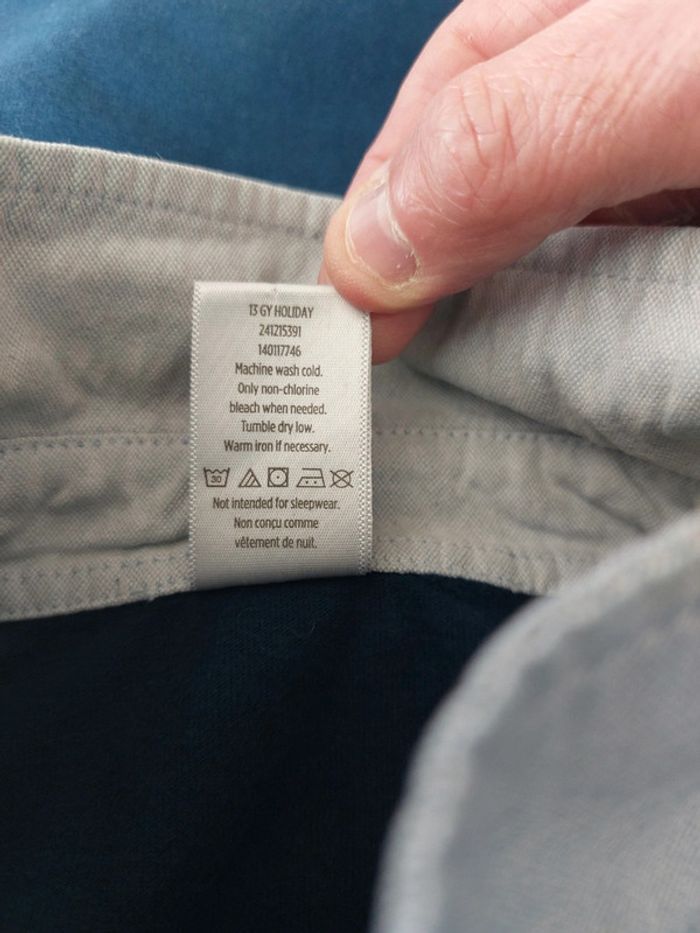 13 GY HOLIDAY
241215391
140117746
Machine wash cold.
Only non-chlorine
bleach when needed.
Tumble dry low.
Warm iron if necessary.
30
Not intended for sleepwear.
Non conçu comme
vêtement de nuit.